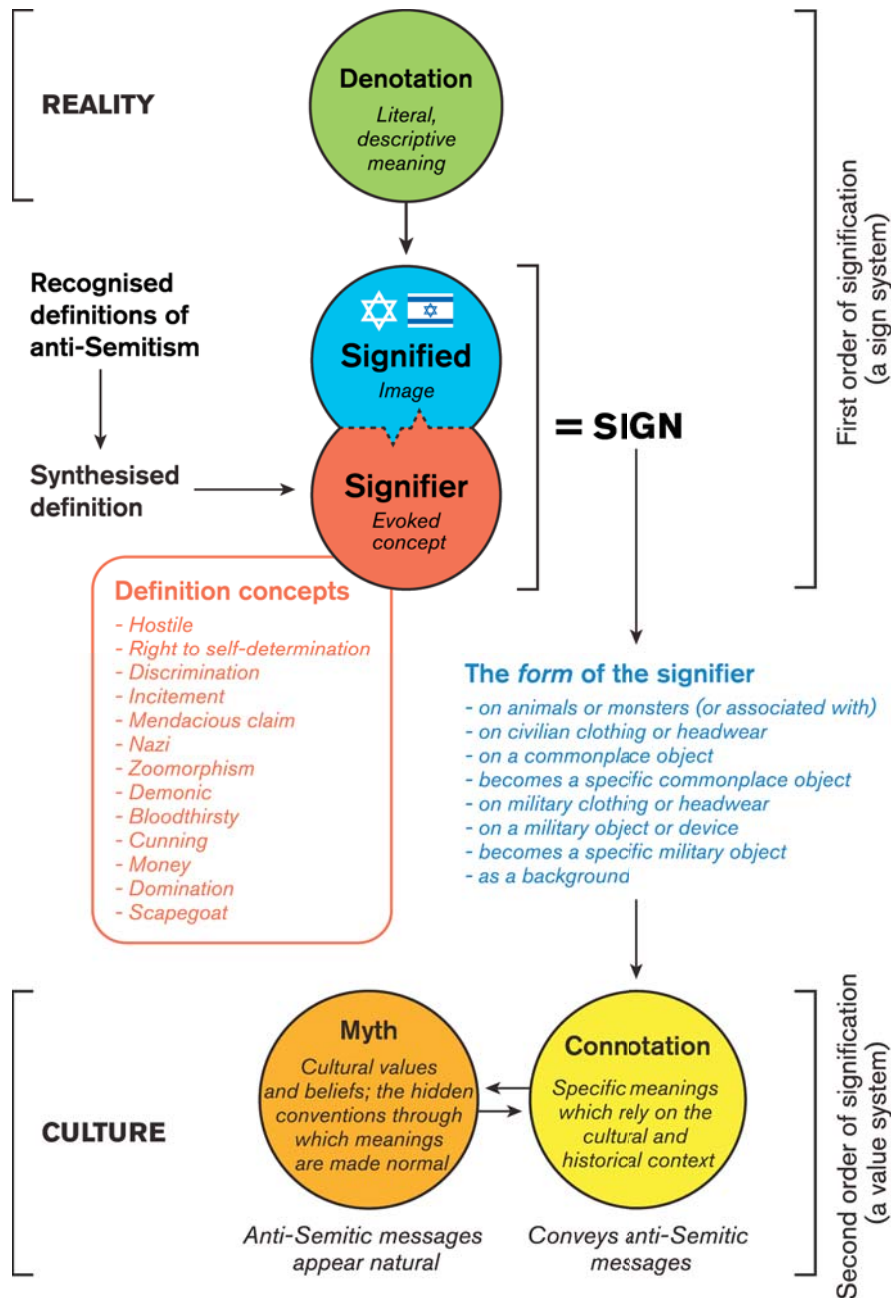 REALITY
Denotation
Literal,
descriptive
meaning
First order of signification
(a sign system)
Recognised
definitions of
anti-Semitism
Signified
Image
= SIGN
Synthesised
definition
Signifier
Evoked
concept
Definition concepts
- Hostile
- Right to self-determination
- Discrimination
- Incitement
- Mendacious claim
- Nazi
- Zoomorphism
- Demonic
- Bloodthirsty
- Cunning
- Money
- Domination
- Scapegoat
The form of the signifier
- on animals or monsters (or associated with)
- on civilian clothing or headwear
- on a commonplace object
- becomes a specific commonplace object
- on military clothing or headwear
- on a military object or device
- becomes a specific military object
- as a background
CULTURE
Myth
Cultural values
and beliefs; the hidden
conventions through
which meanings
are made normal
Anti-Semitic messages
appear natural
Connotation
Specific meanings
which rely on the
cultural and
historical context
Conveys anti-Semitic
messages
Second order of signification
(a value system)